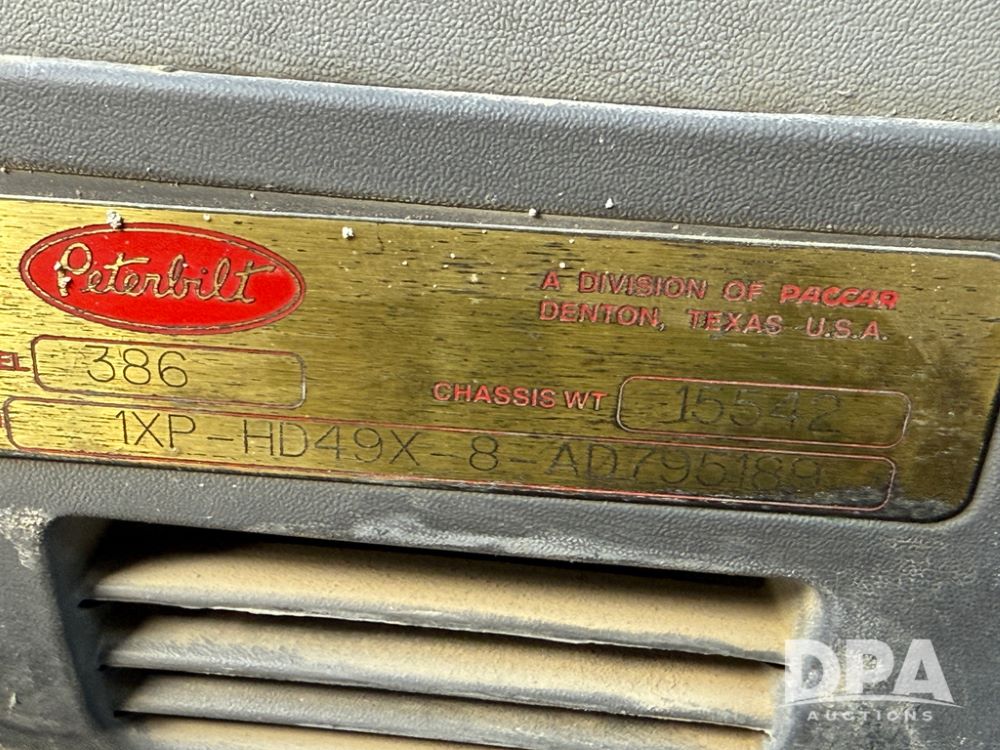 Peterbilt
A DIVISION OF PACCAR
DENTON, TEXAS U.S.A.
386
CHASSIS WT 15542
1XP-HD49X-8-AD795189
DPA
AUCTIONS